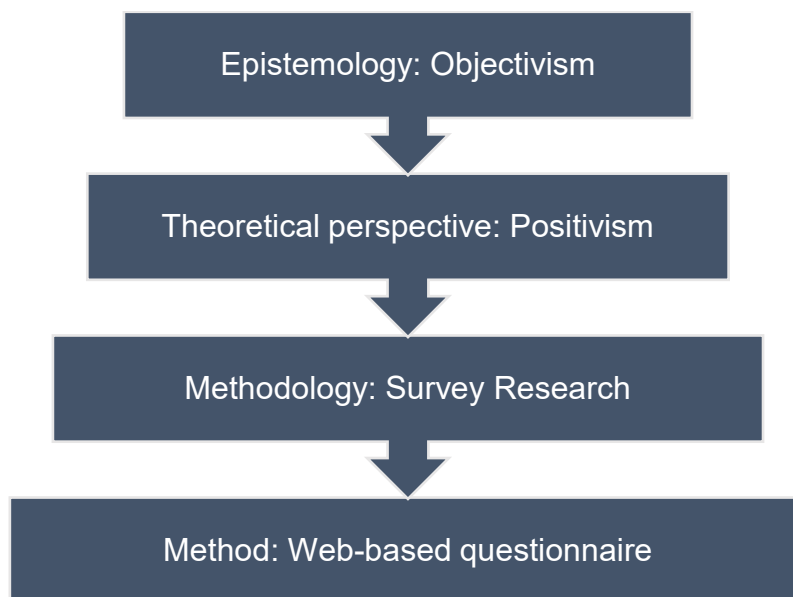 Epistemology: Objectivism
Theoretical perspective: Positivism
Methodology: Survey Research
Method: Web-based questionnaire